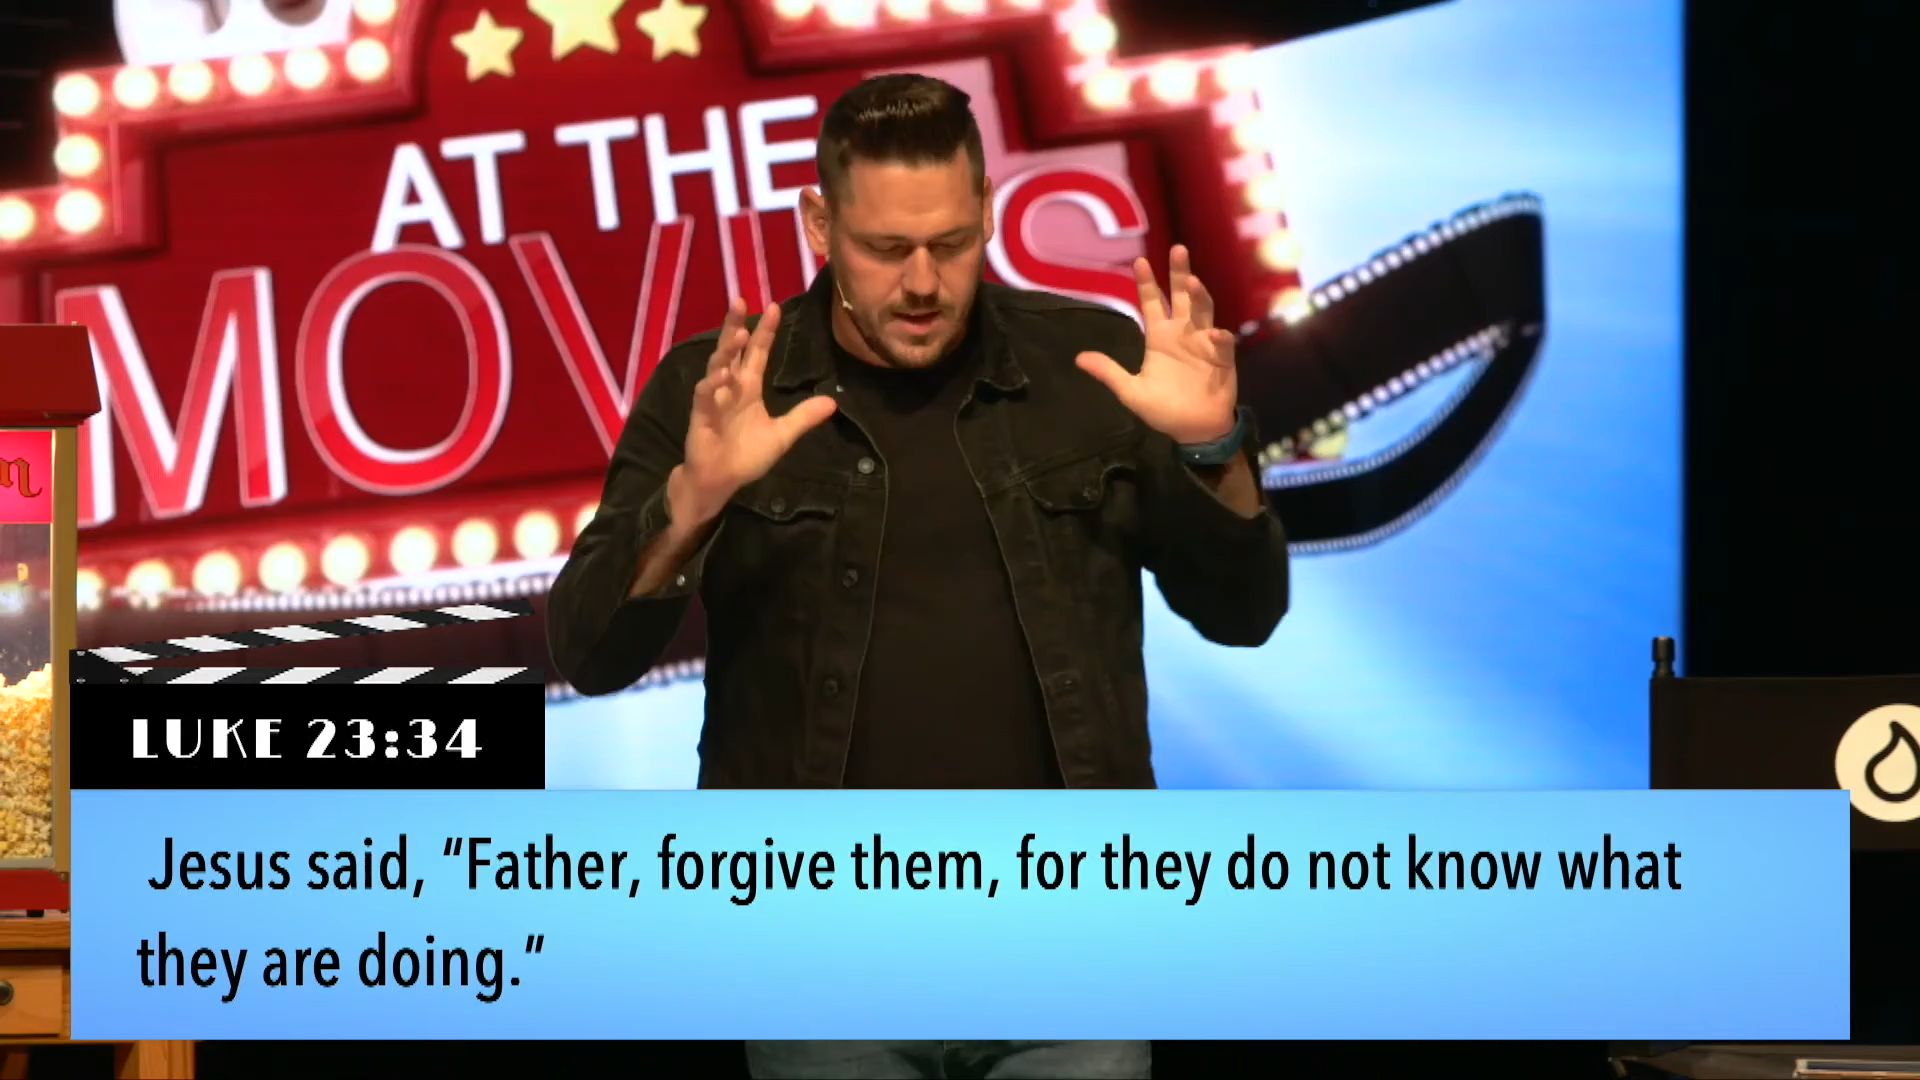 AT THE
MOVIES
LUKE 23:34
Jesus said, “Father, forgive them, for they do not know what
they are doing.”